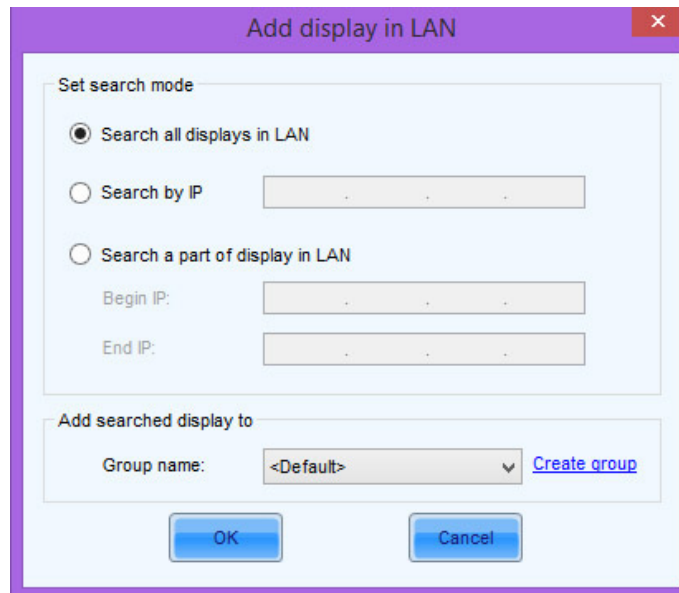 Add display in LAN
Set search mode
Search all displays in LAN
Search by IP . . .
Search a part of display in LAN
Begin IP: . . .
End IP: . . .
Add searched display to
Group name: <Default> Create group
OK Cancel